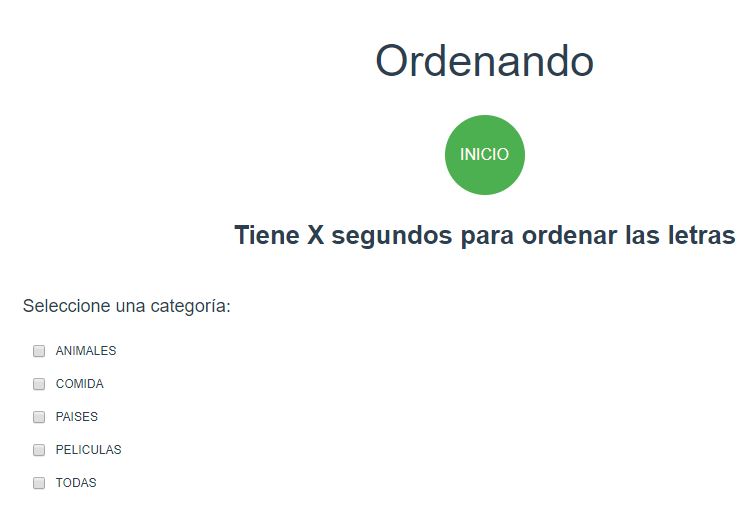 Ordenando
INICIO
Tiene X segundos para ordenar las letras
Seleccione una categoría:
ANIMALES
COMIDA
PAISES
PELICULAS
TODAS